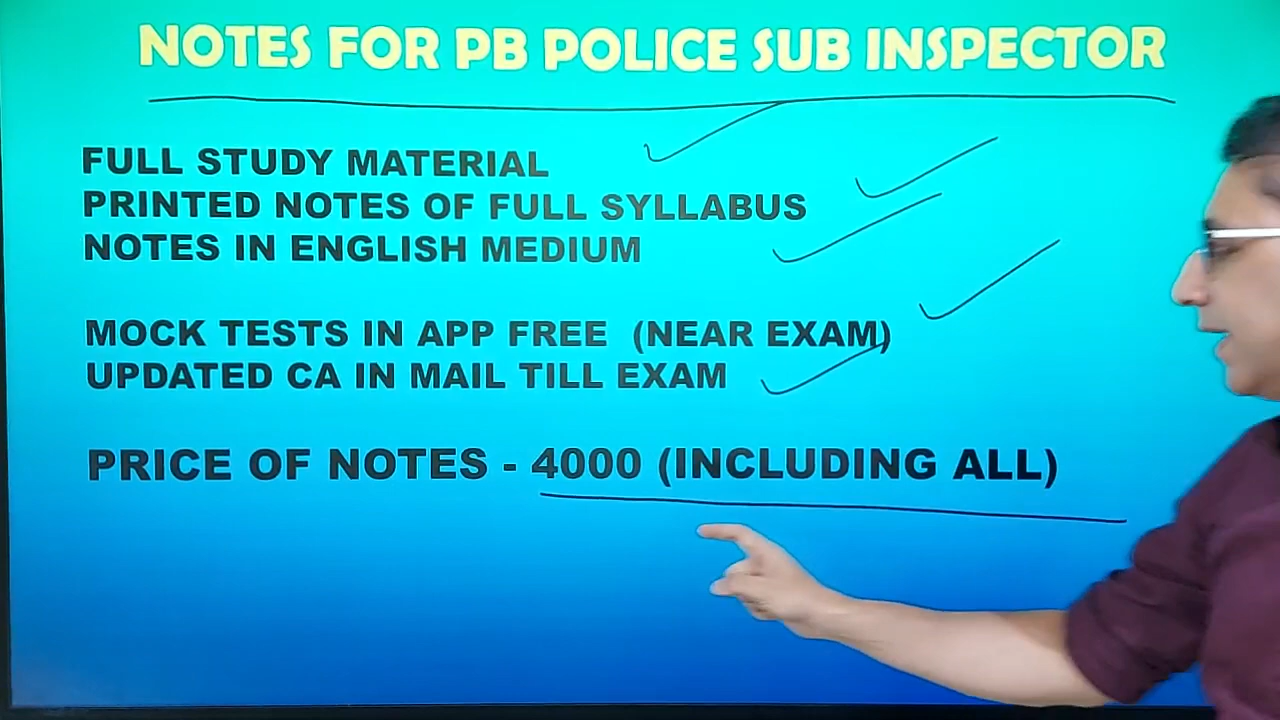 NOTES FOR PB POLICE SUB INSPECTOR
FULL STUDY MATERIAL
PRINTED NOTES OF FULL SYLLABUS
NOTES IN ENGLISH MEDIUM
MOCK TESTS IN APP FREE (NEAR EXAM)
UPDATED CA IN MAIL TILL EXAM
PRICE OF NOTES - 4000 (INCLUDING ALL)